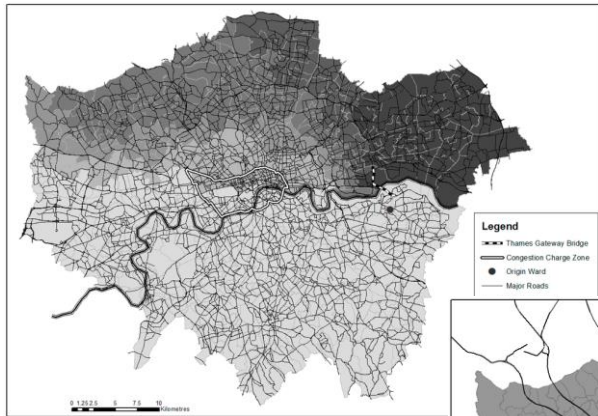 Legend
Thames Gateway Bridge
Congestion Charge Zone
Origin Ward
Major Roads
0 1.25 2.5 5 7.5 10
Kilometres